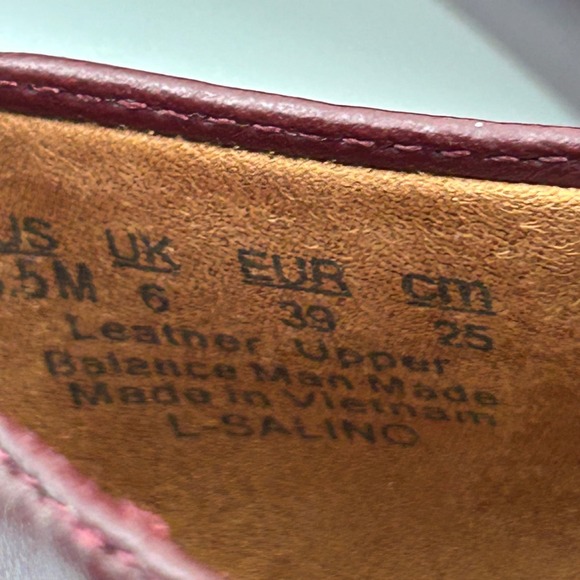 US UK EUR cm
.5M 6 39 25
Leather Upper
Balance Man Made
Made in Vietnam
L-SALINO